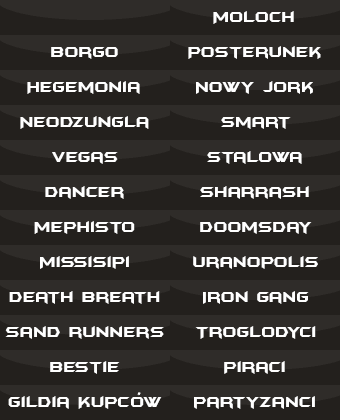 MOLOCH
BORGO POSTERUNEK
HEGEMONIA NOWY JORK
NEODZUNGLA SMART
VEGAS STALOWA
DANCER SHARRASH
MEPHISTO DOOMSDAY
MISSISIPI URANOPOLIS
DEATH BREATH IRON GANG
SAND RUNNERS TROGLODYCI
BESTIE PIRACI
GILDIA KUPCÓW PARTYZANCI